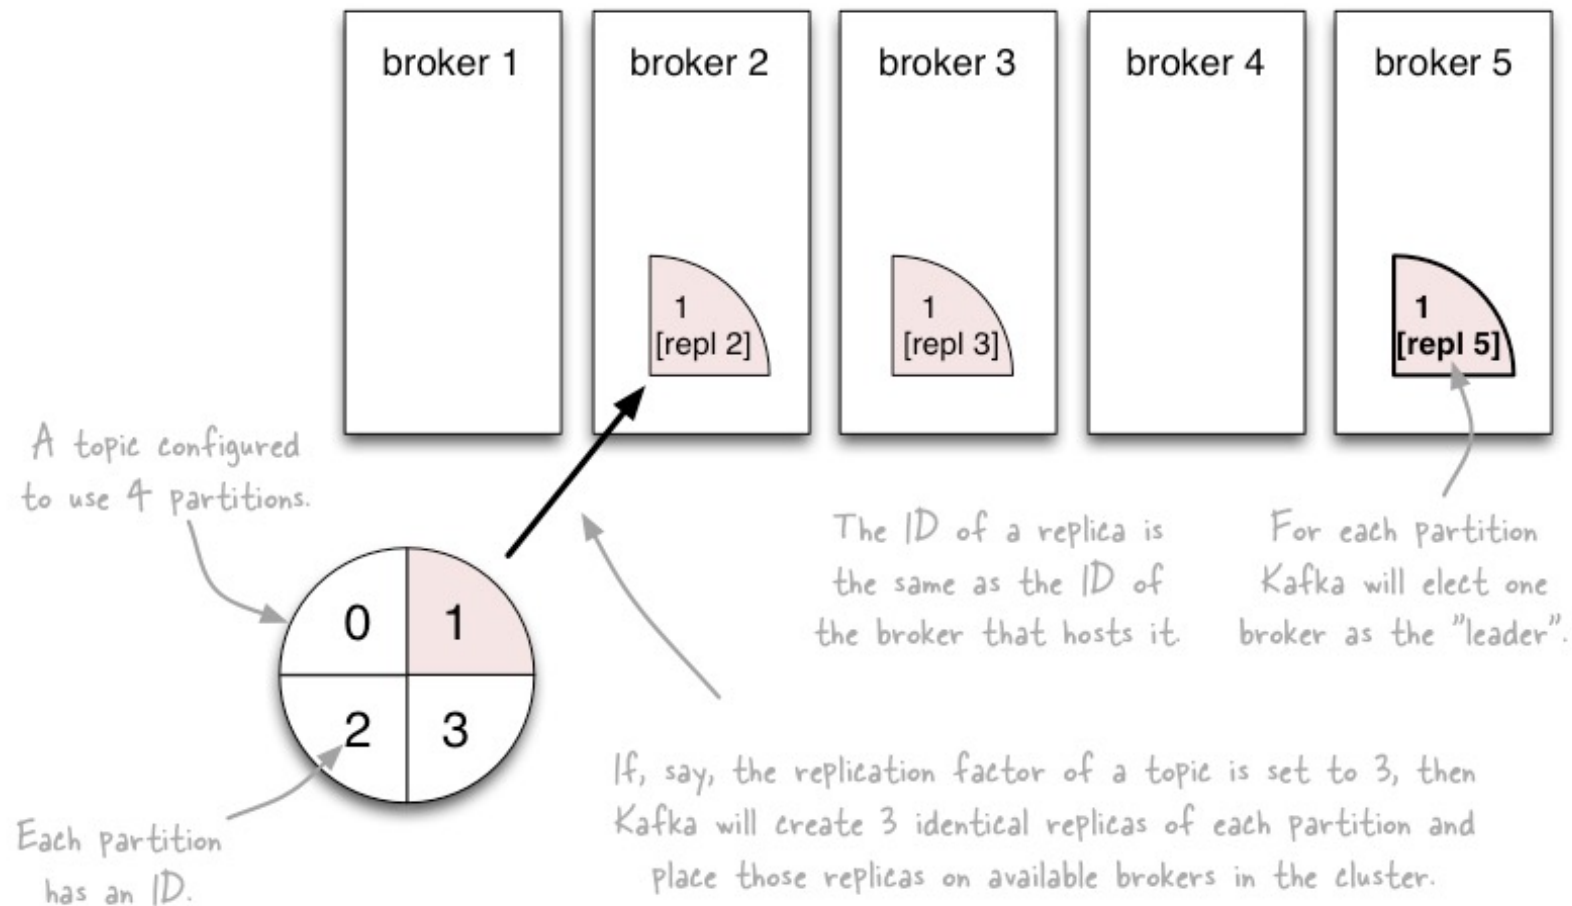 broker 1
broker 2
broker 3
broker 4
broker 5
1
[repl 2]
1
[repl 3]
1
[repl 5]
A topic configured
to use 4 partitions.
The ID of a replica is
the same as the ID of
the broker that hosts it.
For each partition
Kafka will elect one
broker as the "leader".
0
1
2
3
If, say, the replication factor of a topic is set to 3, then
Kafka will create 3 identical replicas of each partition and
place those replicas on available brokers in the cluster.
Each partition
has an ID.